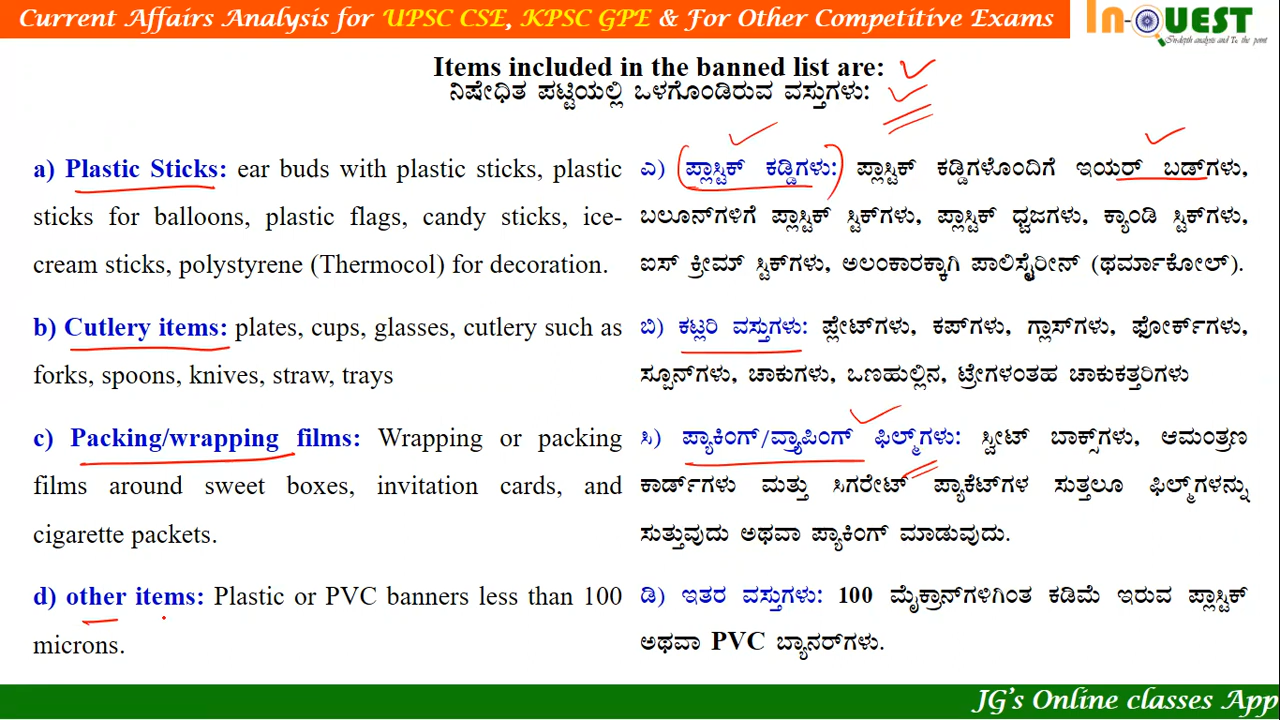 Current Affairs Analysis for UPSC CSE, KPSC GPE & For Other Competitive Exams
In-QUEST
In-depth analysis and To the point
Items included in the banned list are:
ನಿಷೇಧಿತ ಪಟ್ಟಿಯಲ್ಲಿ ಒಳಗೊಂಡಿರುವ ವಸ್ತುಗಳು:
a) Plastic Sticks: ear buds with plastic sticks, plastic
sticks for balloons, plastic flags, candy sticks, ice-
cream sticks, polystyrene (Thermocol) for decoration.
b) Cutlery items: plates, cups, glasses, cutlery such as
forks, spoons, knives, straw, trays
c) Packing/wrapping films: Wrapping or packing
films around sweet boxes, invitation cards, and
cigarette packets.
d) other items: Plastic or PVC banners less than 100
microns.
ಎ) ಪ್ಲಾಸ್ಟಿಕ್ ಕಡ್ಡಿಗಳು: ಪ್ಲಾಸ್ಟಿಕ್ ಕಡ್ಡಿಗಳೊಂದಿಗೆ ಇಯರ್ ಬಡ್‌ಗಳು,
ಬಲೂನ್‌ಗಳಿಗೆ ಪ್ಲಾಸ್ಟಿಕ್ ಸ್ಟಿಕ್‌ಗಳು, ಪ್ಲಾಸ್ಟಿಕ್ ಧ್ವಜಗಳು, ಕ್ಯಾಂಡಿ ಸ್ಟಿಕ್‌ಗಳು,
ಐಸ್ ಕ್ರೀಮ್ ಸ್ಟಿಕ್‌ಗಳು, ಅಲಂಕಾರಕ್ಕಾಗಿ ಪಾಲಿಸ್ಟೈರೀನ್ (ಥರ್ಮಾಕೋಲ್).
ಬಿ) ಕಟ್ಲರಿ ವಸ್ತುಗಳು: ಪ್ಲೇಟ್‌ಗಳು, ಕಪ್‌ಗಳು, ಗ್ಲಾಸ್‌ಗಳು, ಫೋರ್ಕ್‌ಗಳು,
ಸ್ಪೂನ್‌ಗಳು, ಚಾಕುಗಳು, ಒಣಹುಲ್ಲಿನ, ಟ್ರೇಗಳಂತಹ ಚಾಕುಕತ್ತರಿಗಳು
ಸಿ) ಪ್ಯಾಕಿಂಗ್/ವ್ರ್ಯಾಪಿಂಗ್ ಫಿಲ್ಮ್‌ಗಳು: ಸ್ವೀಟ್ ಬಾಕ್ಸ್‌ಗಳು, ಆಮಂತ್ರಣ
ಕಾರ್ಡ್‌ಗಳು ಮತ್ತು ಸಿಗರೇಟ್ ಪ್ಯಾಕೆಟ್‌ಗಳ ಸುತ್ತಲೂ ಫಿಲ್ಮ್‌ಗಳನ್ನು
ಸುತ್ತುವುದು ಅಥವಾ ಪ್ಯಾಕಿಂಗ್ ಮಾಡುವುದು.
ಡಿ) ಇತರ ವಸ್ತುಗಳು: 100 ಮೈಕ್ರಾನ್‌ಗಳಿಗಿಂತ ಕಡಿಮೆ ಇರುವ ಪ್ಲಾಸ್ಟಿಕ್
ಅಥವಾ PVC ಬ್ಯಾನರ್‌ಗಳು.
JG's Online classes App